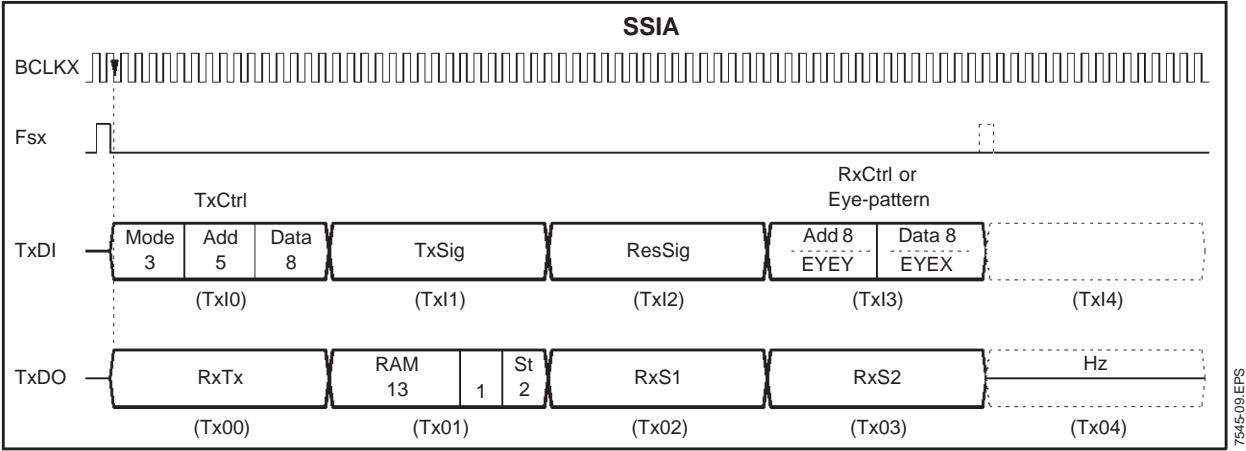 SSIA
BCLKX
Fsx
RxCtrl or
Eye-pattern
TxCtrl
TxDI
Mode
3
Add
5
Data
8
TxSig
ResSig
Add 8
EYEY
Data 8
EYEX
(TxI0)
(TxI1)
(TxI2)
(TxI3)
(TxI4)
TxDO
RxTx
RAM
13
1
St
2
RxS1
RxS2
Hz
(Tx00)
(Tx01)
(Tx02)
(Tx03)
(Tx04)
7545-09.EPS